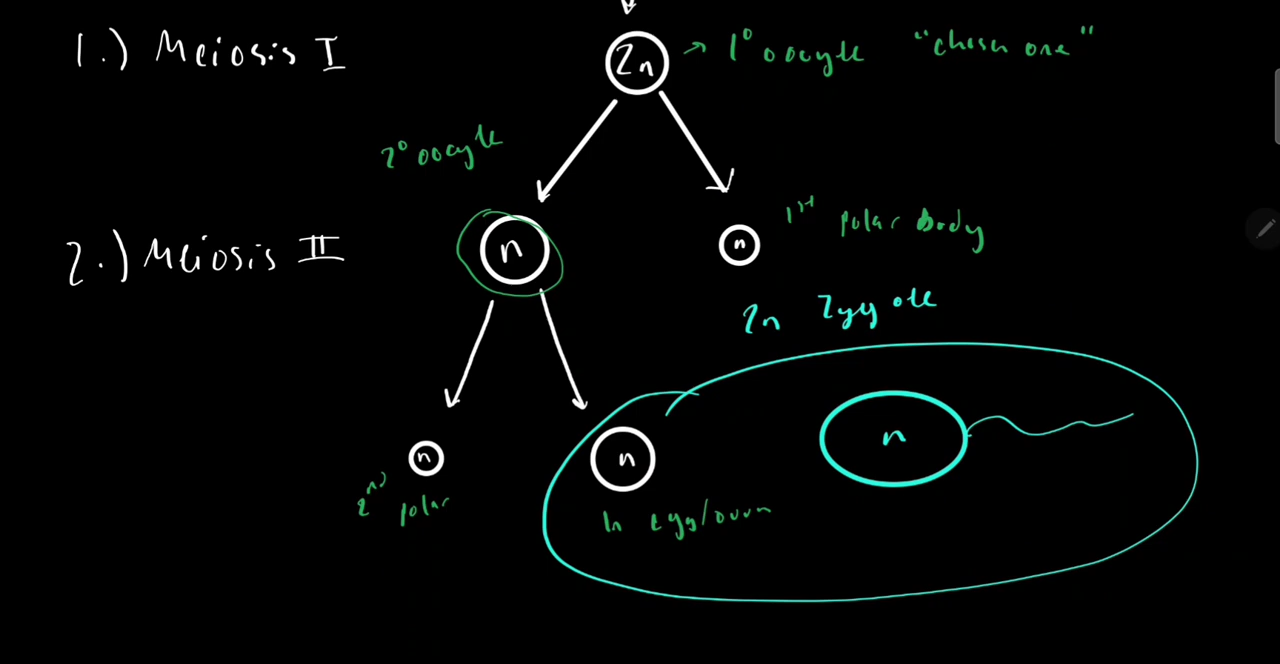 1.) Meiosis I
2n → 1° oocyte "chosen one"
2° oocyte
2.) Meiosis II
n
n
1st polar body
2n Zygote
n
n
n
2nd polar
1n egg/ovum